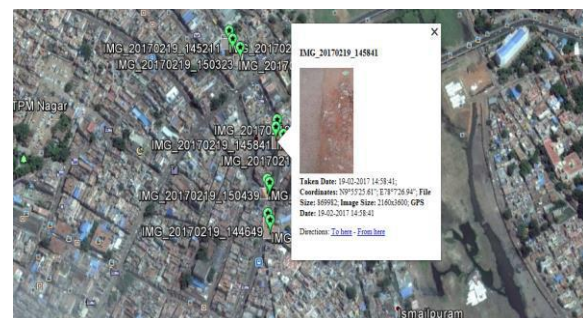 IMG_20170219_145211
IMG_20170219_150323
TPM Nagar
IMG_20170219_145841
IMG_20170219_150439
IMG_20170219_144649
Ismailpuram
X
IMG_20170219_145841
Taken Date: 19-02-2017 14:58:41;
Coordinates: N9°55'25.61"; E78°7'26.94"; File
Size: 869982; Image Size: 2160x3600; GPS
Date: 19-02-2017 14:58:41
Directions: To here - From here